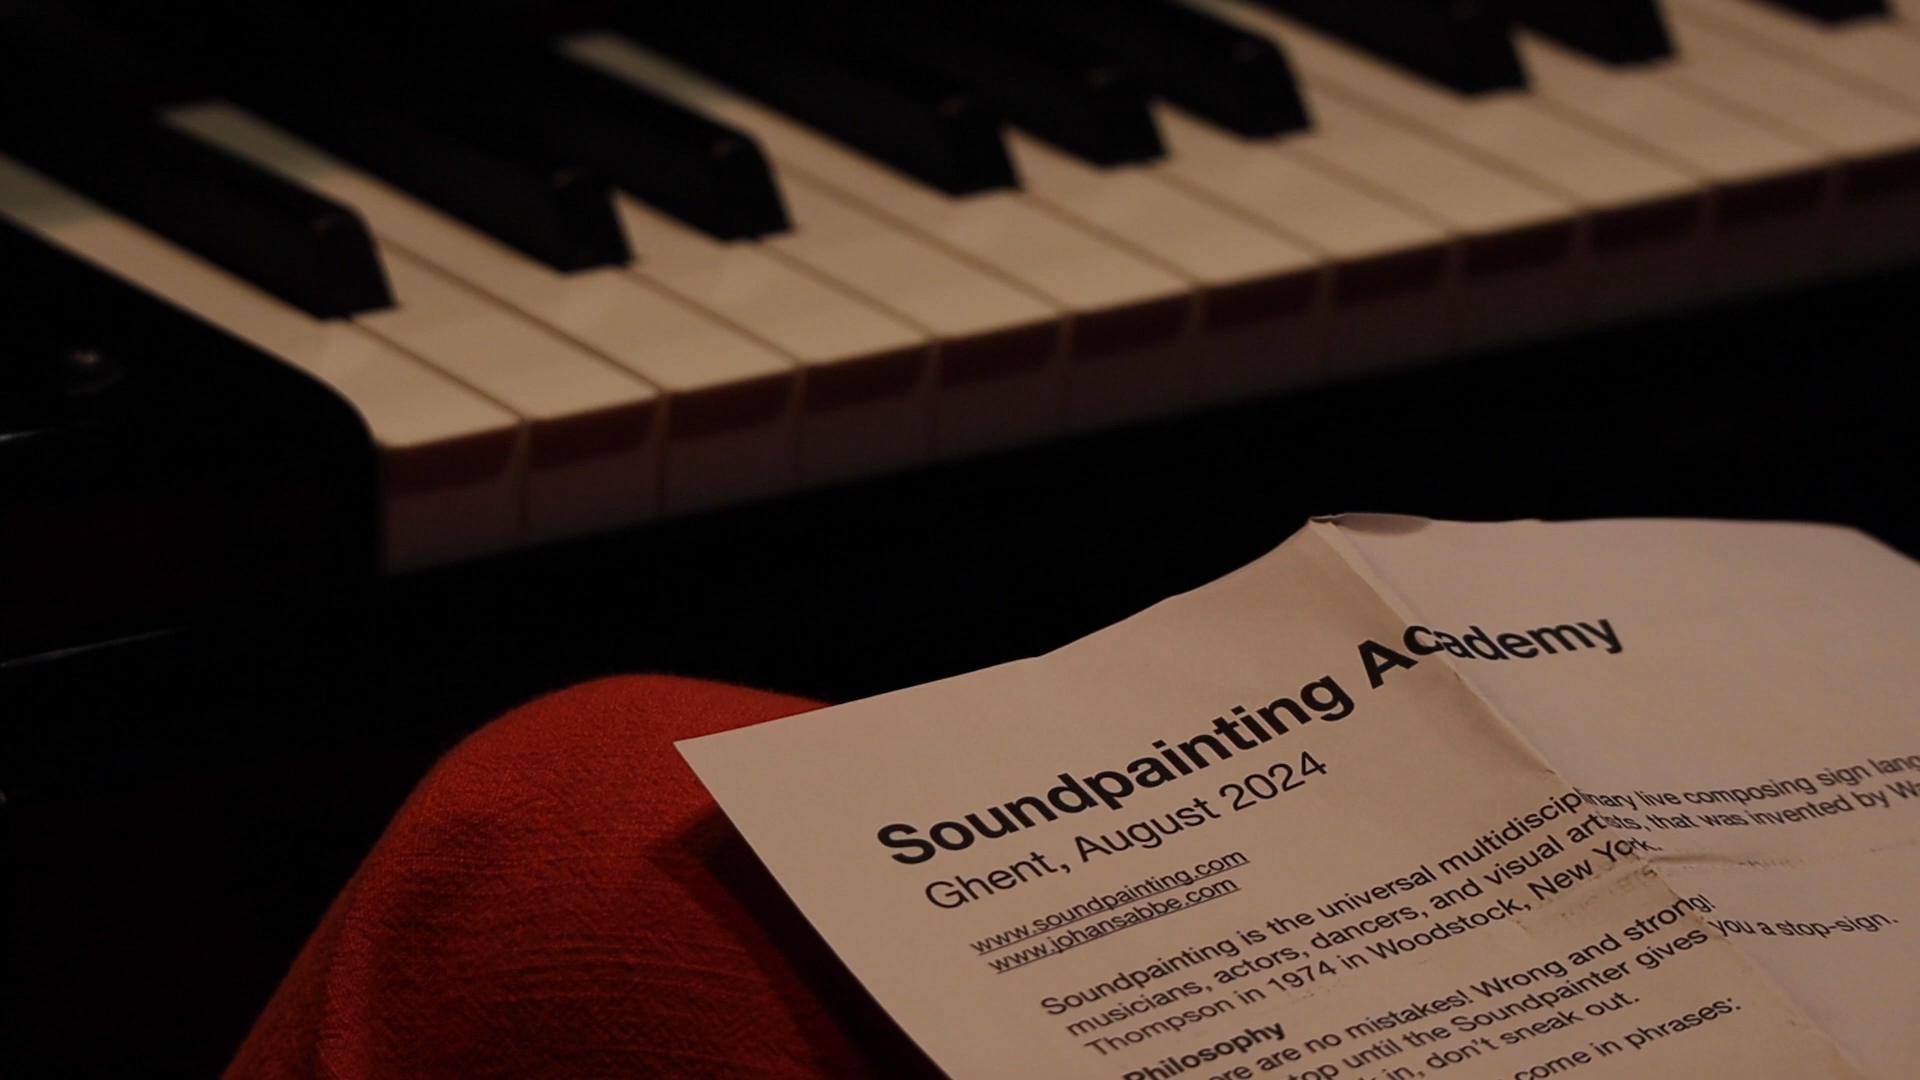 Soundpainting Academy
Ghent, August 2024
www.soundpainting.com
www.johansabbe.com
Soundpainting is the universal multidisciplinary live composing sign
musicians, actors, dancers, and visual artists, that was invented by
Thompson in 1974 in Woodstock, New York.
Philosophy
are no mistakes! Wrong and strong!
until the Soundpainter gives you a stop-sign.
in, don't sneak out.
come in phrases: